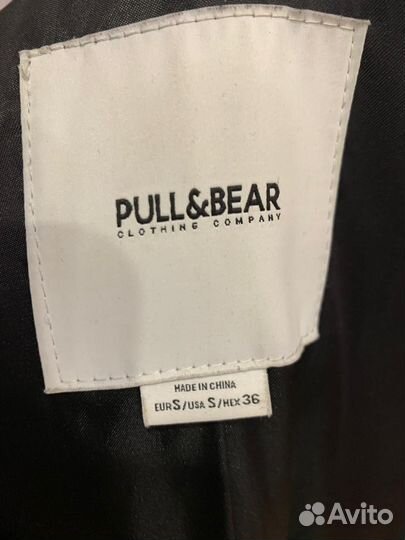 PULL&BEAR
CLOTHING COMPANY
MADE IN CHINA
EUR S/USA S/MEX 36
Avito